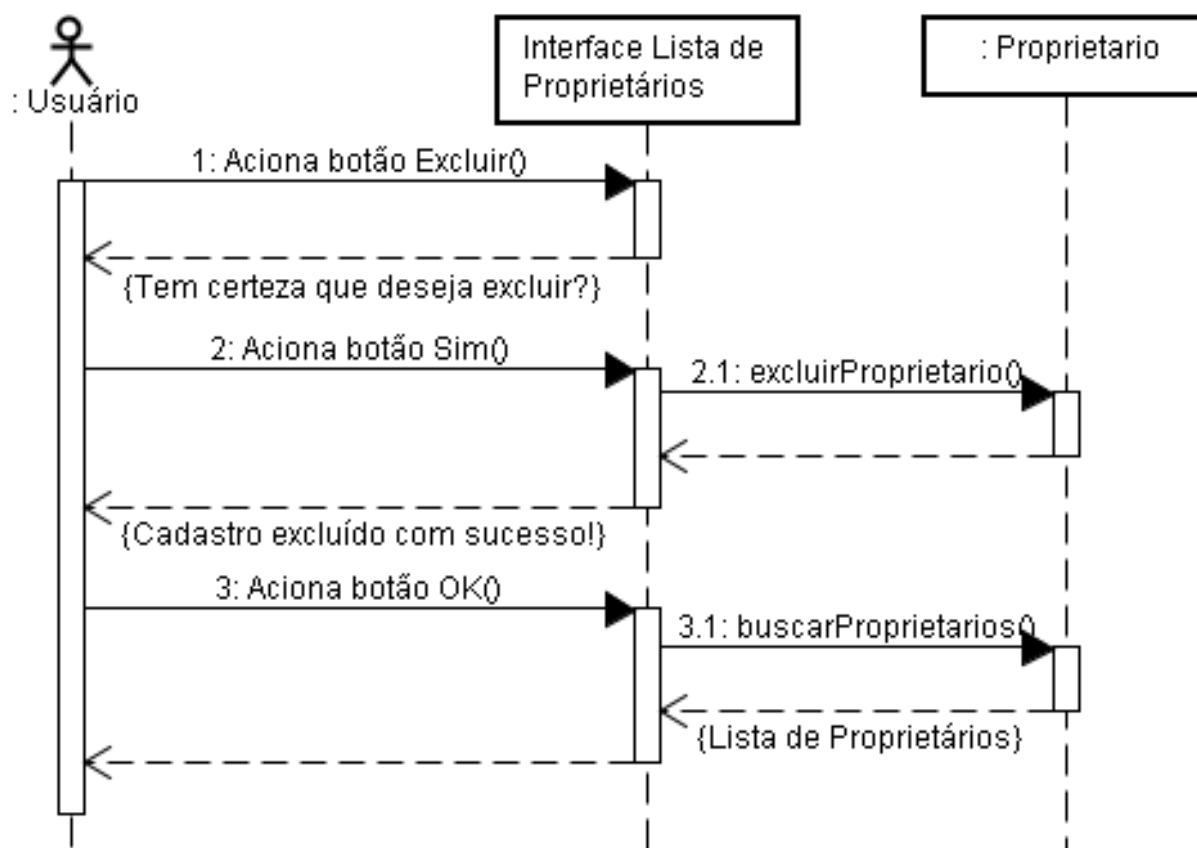 Interface Lista de
Proprietários
: Proprietario
: Usuário
1: Aciona botão Excluir()
{Tem certeza que deseja excluir?}
2: Aciona botão Sim()
2.1: excluirProprietario()
{Cadastro excluído com sucesso!}
3: Aciona botão OK()
3.1: buscarProprietarios()
{Lista de Proprietários}